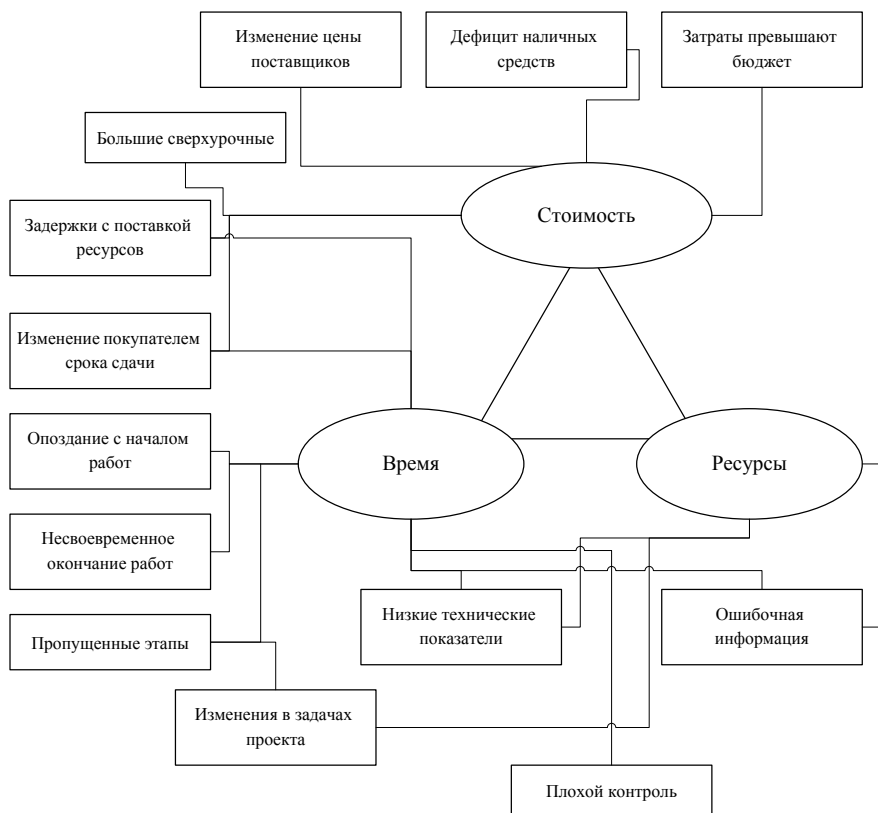 Изменение цены
поставщиков
Дефицит наличных
средств
Затраты превышают
бюджет
Большие сверхурочные
Стоимость
Задержки с поставкой
ресурсов
Изменение покупателем
срока сдачи
Опоздание с началом
работ
Время
Ресурсы
Несвоевременное
окончание работ
Низкие технические
показатели
Ошибочная
информация
Пропущенные этапы
Изменения в задачах
проекта
Плохой контроль